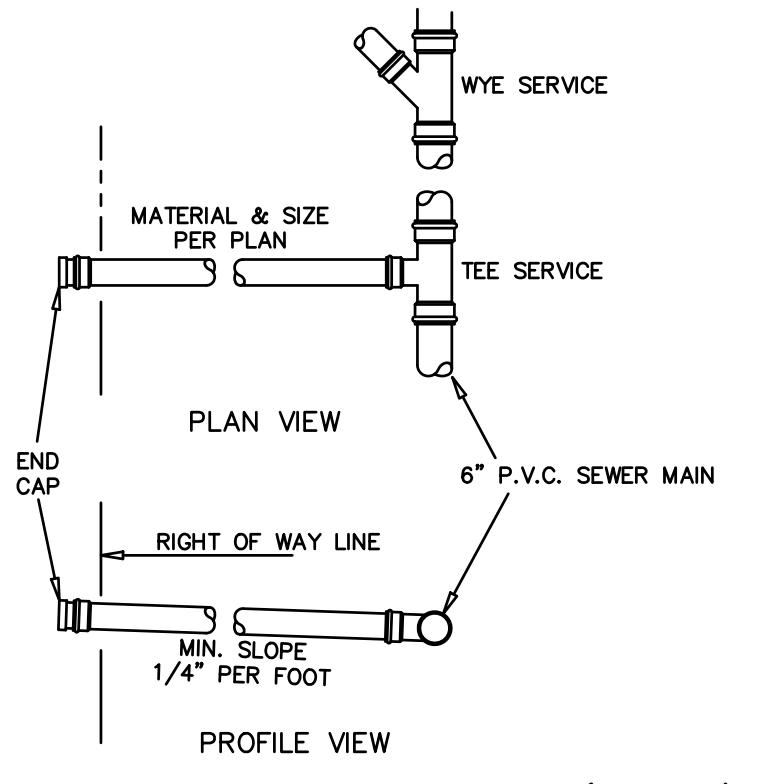 WYE SERVICE
MATERIAL & SIZE
PER PLAN
TEE SERVICE
PLAN VIEW
END
CAP
6" P.V.C. SEWER MAIN
RIGHT OF WAY LINE
MIN. SLOPE
1/4" PER FOOT
PROFILE VIEW